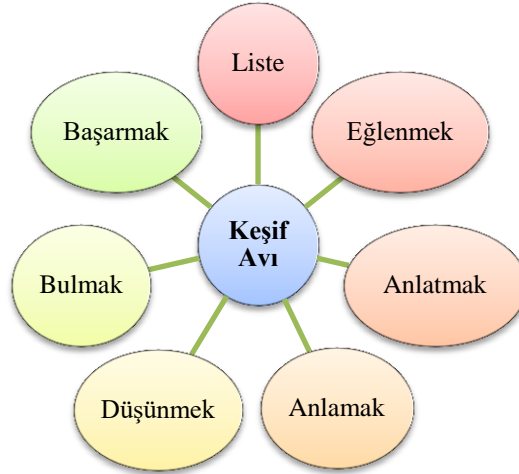 Liste
Eğlenmek
Anlatmak
Anlamak
Düşünmek
Bulmak
Başarmak
Keşif
Avı